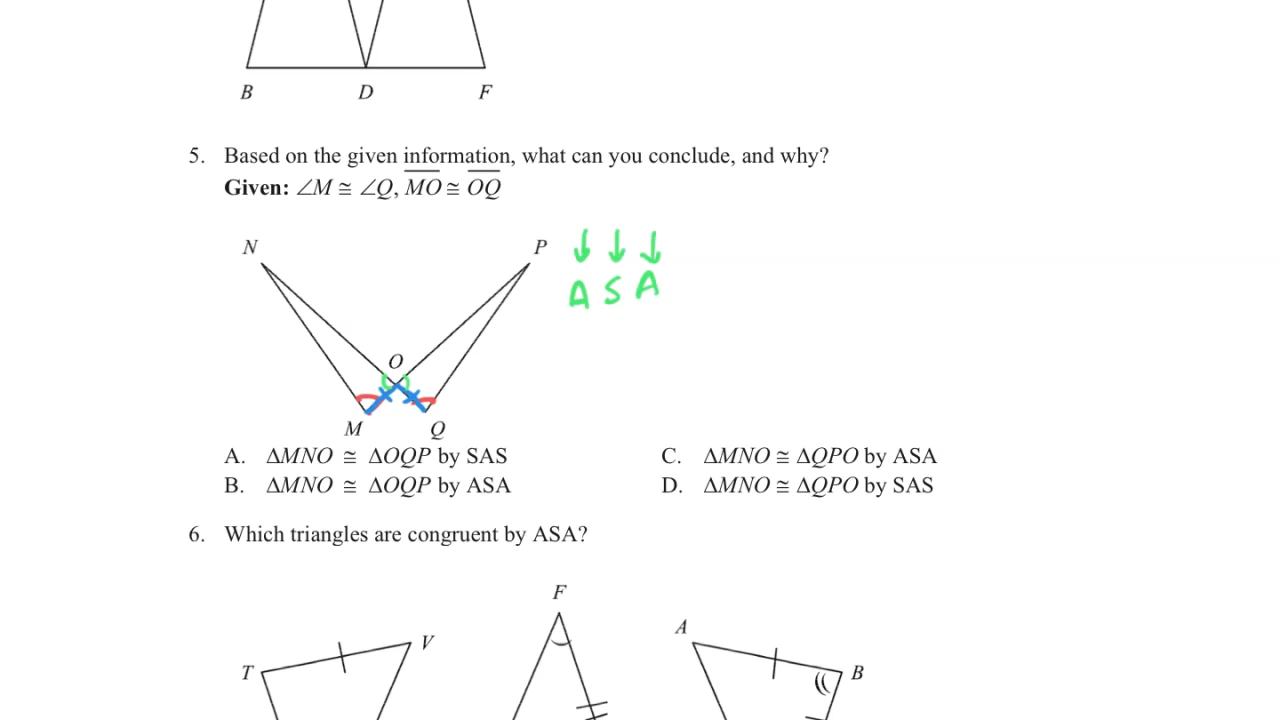 B D F
5. Based on the given information, what can you conclude, and why?
Given: ∠M ≅ ∠Q, MO ≅ OQ
N P
A S A
O
M Q
A. ΔMNO ≅ ΔOQP by SAS
C. ΔMNO ≅ ΔQPO by ASA
B. ΔMNO ≅ ΔOQP by ASA
D. ΔMNO ≅ ΔQPO by SAS
6. Which triangles are congruent by ASA?
F
A
V
T
B